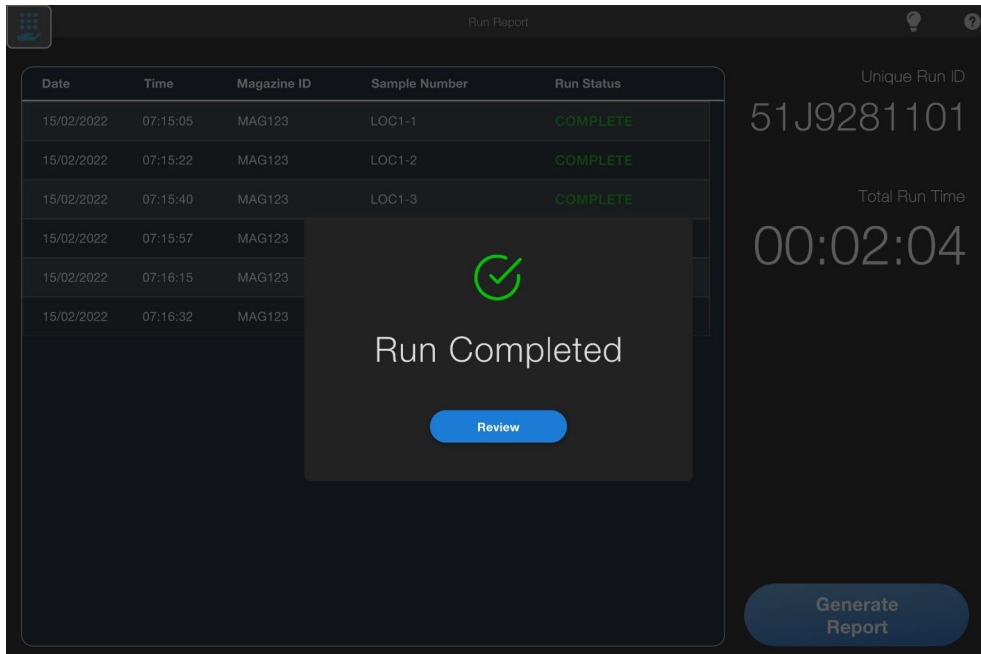 Run Report
?
Date Time Magazine ID Sample Number Run Status
15/02/2022 07:15:05 MAG123 LOC1-1 COMPLETE
15/02/2022 07:15:22 MAG123 LOC1-2 COMPLETE
15/02/2022 07:15:40 MAG123 LOC1-3 COMPLETE
15/02/2022 07:15:57 MAG123
15/02/2022 07:16:15 MAG123
15/02/2022 07:16:32 MAG123
Run Completed
Review
Unique Run ID
51J9281101
Total Run Time
00:02:04
Generate
Report